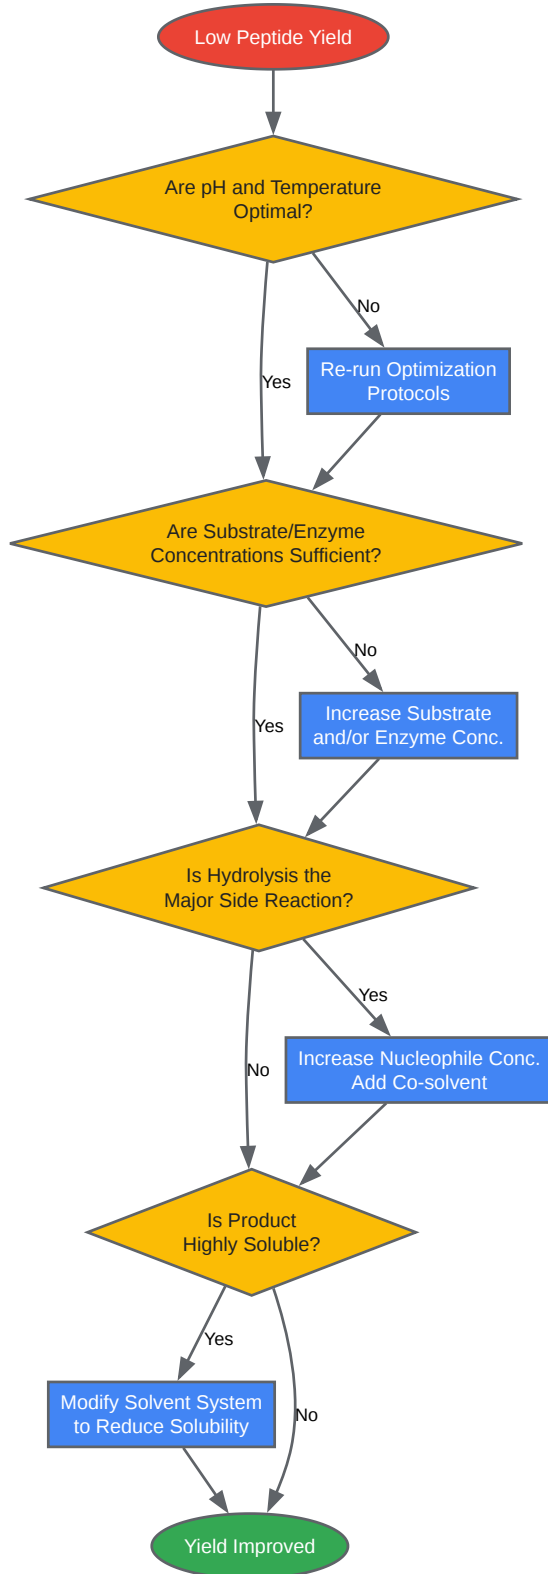 Low Peptide Yield
Are pH and Temperature
Optimal?
No
Yes
Re-run Optimization
Protocols
Are Substrate/Enzyme
Concentrations Sufficient?
No
Yes
Increase Substrate
and/or Enzyme Conc.
Is Hydrolysis the
Major Side Reaction?
Yes
No
Increase Nucleophile Conc.
Add Co-solvent
Is Product
Highly Soluble?
Yes
Modify Solvent System
to Reduce Solubility
No
Yield Improved